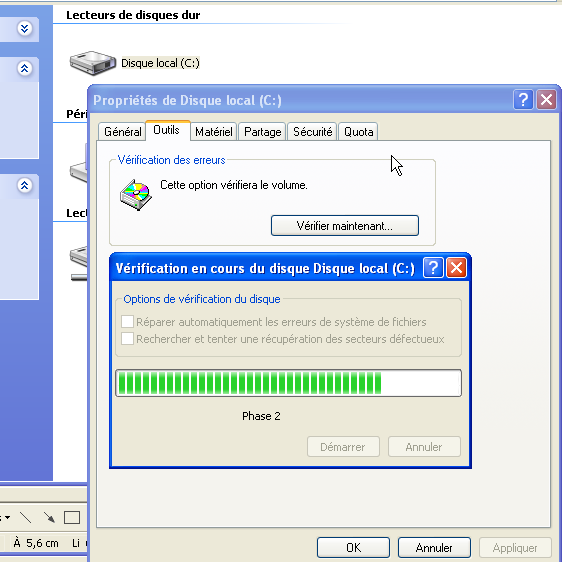 Lecteurs de disques dur
Disque local (C:)
Propriétés de Disque local (C:)
Péri
Général Outils Matériel Partage Sécurité Quota
Vérification des erreurs
Cette option vérifiera le volume.
Vérifier maintenant...
Lect
Vérification en cours du disque Disque local (C:)
Options de vérification du disque
Réparer automatiquement les erreurs de système de fichiers
Rechercher et tenter une récupération des secteurs défectueux
Phase 2
Démarrer Annuler
À 5,6 cm Li
OK Annuler Appliquer